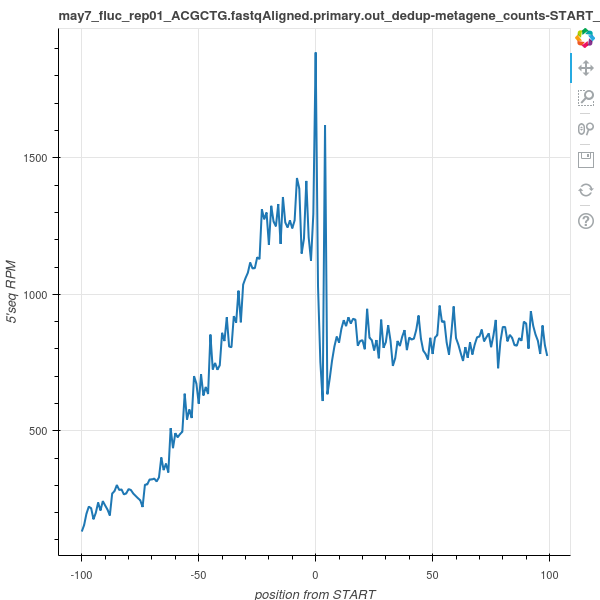 may7_fluc_rep01_ACGCTG.fastqAligned.primary.out_dedup-metagene_counts-START_
5'seq RPM
1500
1000
500
-100
-50
0
50
100
position from START